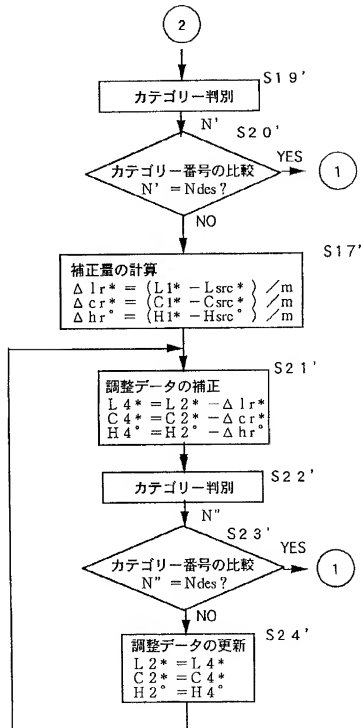 2
S19'
カテゴリー判別
N'
S20'
カテゴリー番号の比較
N' =Ndes?
YES
1
NO
S17'
補正量の計算
Δlr* = (L1* -Lsrc*) /m
Δcr* = (C1* -Csrc*) /m
Δhr° = (H1* -Hsrc°) /m
S21'
調整データの補正
L4* =L2* -Δlr*
C4* =C2* -Δcr*
H4° =H2° -Δhr°
S22'
カテゴリー判別
N"
S23'
カテゴリー番号の比較
N" =Ndes?
YES
1
NO
S24'
調整データの更新
L2* =L4*
C2* =C4*
H2° =H4°